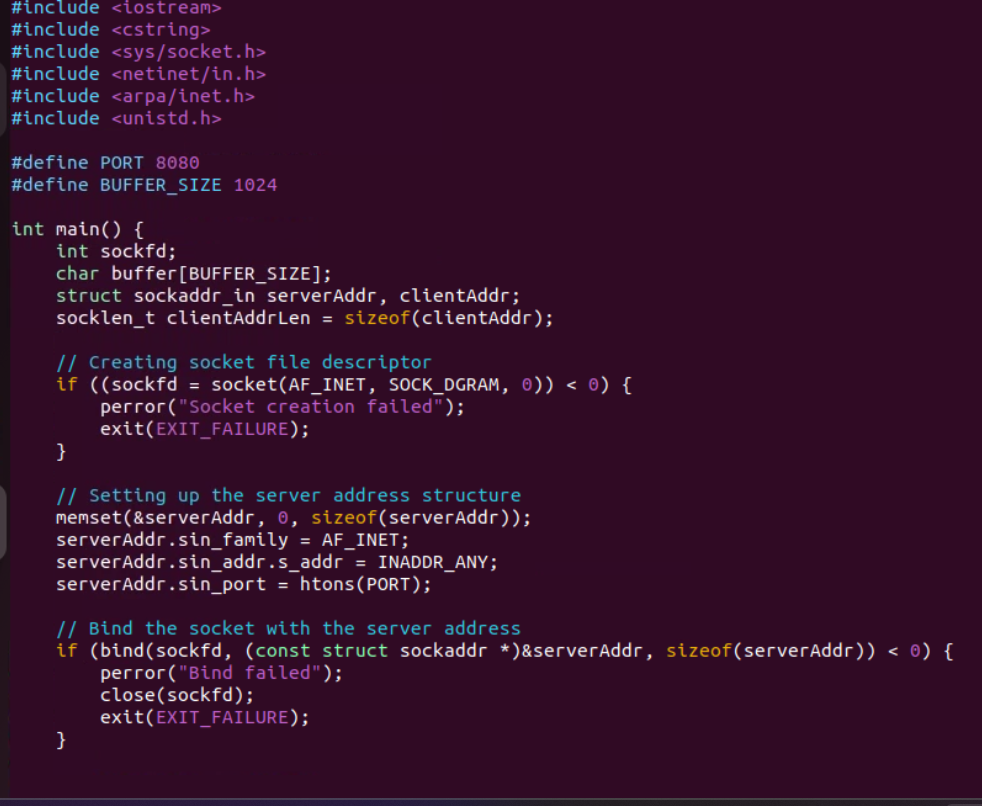 #include <iostream>
#include <cstring>
#include <sys/socket.h>
#include <netinet/in.h>
#include <arpa/inet.h>
#include <unistd.h>
#define PORT 8080
#define BUFFER_SIZE 1024
int main() {
    int sockfd;
    char buffer[BUFFER_SIZE];
    struct sockaddr_in serverAddr, clientAddr;
    socklen_t clientAddrLen = sizeof(clientAddr);
    // Creating socket file descriptor
    if ((sockfd = socket(AF_INET, SOCK_DGRAM, 0)) < 0) {
        perror("Socket creation failed");
        exit(EXIT_FAILURE);
    }
    // Setting up the server address structure
    memset(&serverAddr, 0, sizeof(serverAddr));
    serverAddr.sin_family = AF_INET;
    serverAddr.sin_addr.s_addr = INADDR_ANY;
    serverAddr.sin_port = htons(PORT);
    // Bind the socket with the server address
    if (bind(sockfd, (const struct sockaddr *)&serverAddr, sizeof(serverAddr)) < 0) {
        perror("Bind failed");
        close(sockfd);
        exit(EXIT_FAILURE);
    }